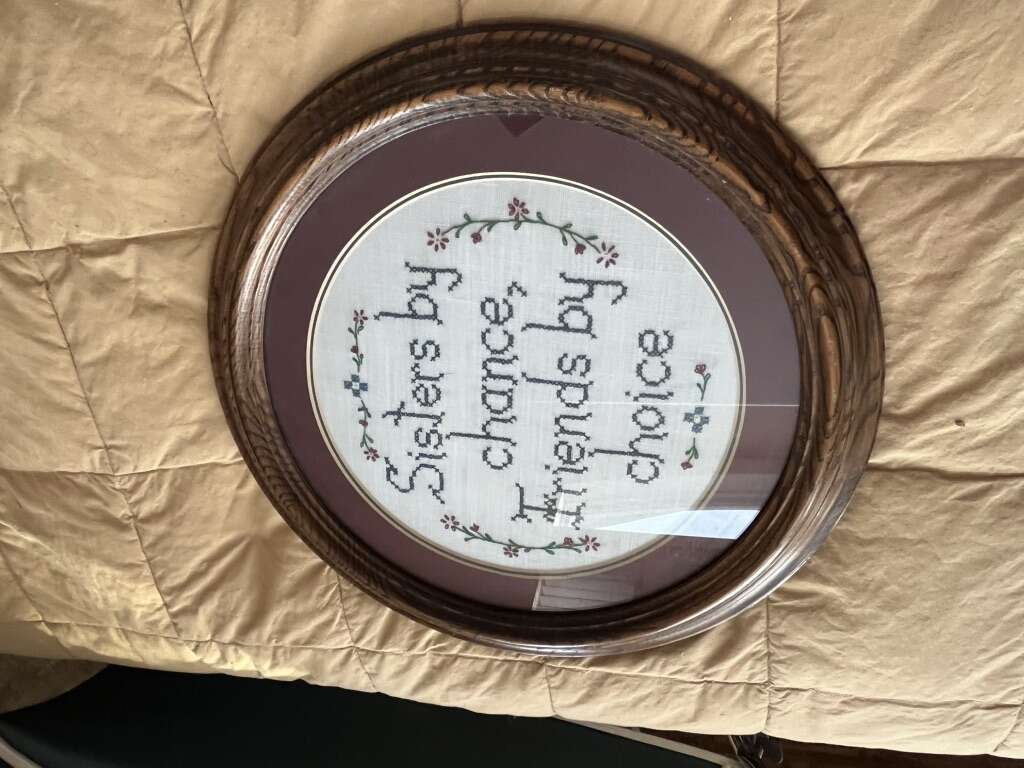 Sisters by
chance,
Friends by
choice